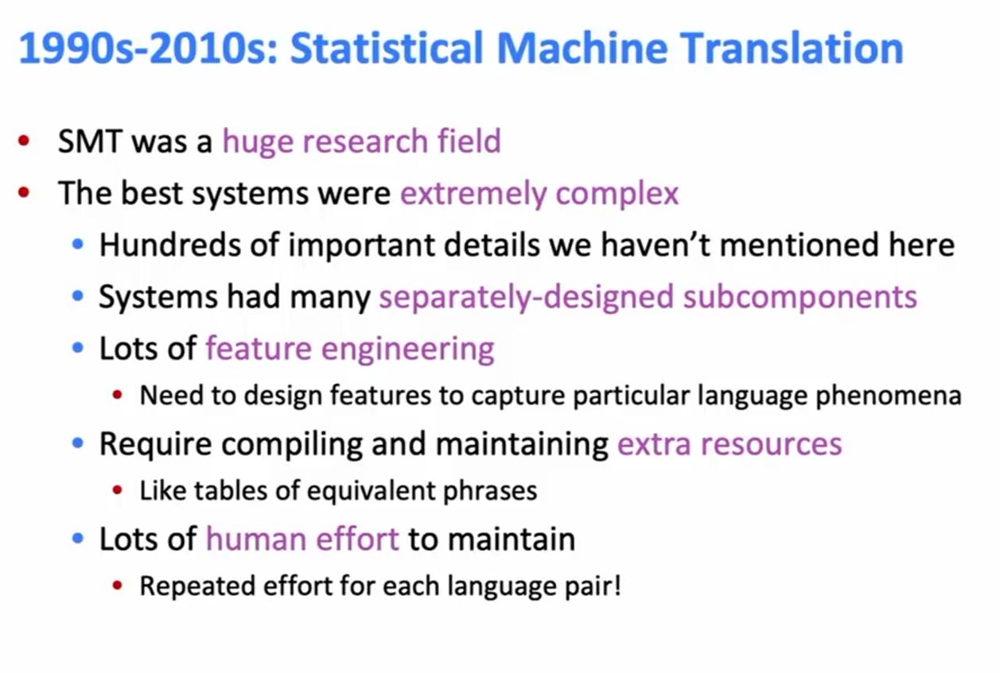 1990s-2010s: Statistical Machine Translation
• SMT was a huge research field
• The best systems were extremely complex
• Hundreds of important details we haven’t mentioned here
• Systems had many separately-designed subcomponents
• Lots of feature engineering
• Need to design features to capture particular language phenomena
• Require compiling and maintaining extra resources
• Like tables of equivalent phrases
• Lots of human effort to maintain
• Repeated effort for each language pair!